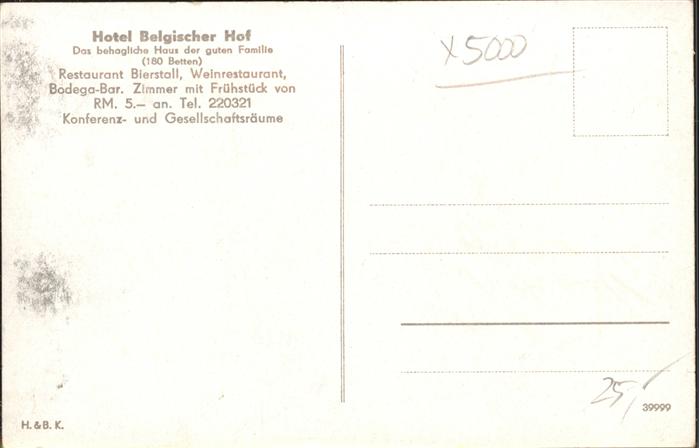 Hotel Belgischer Hof
Das behagliche Haus der guten Familie
(180 Betten)
Restaurant Bierstall, Weinrestaurant,
Bodega-Bar. Zimmer mit Frühstück von
RM. 5.— an. Tel. 220321
Konferenz- und Gesellschaftsräume
x 5000
25,-
39999
H. & B. K.